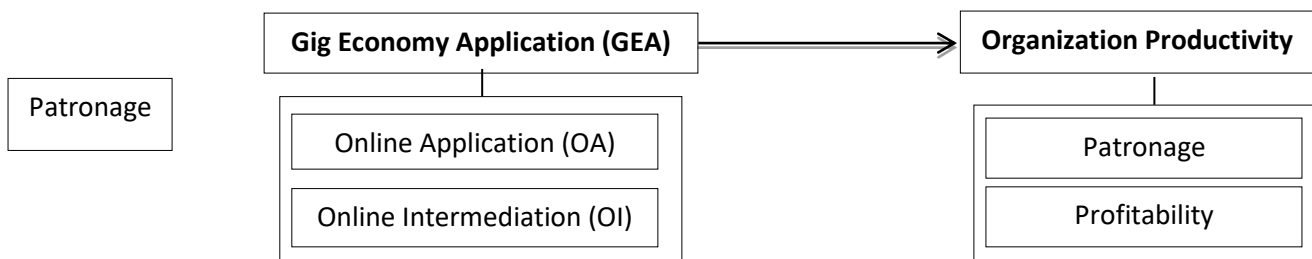 Gig Economy Application (GEA)
Organization Productivity
Patronage
Online Application (OA)
Patronage
Online Intermediation (OI)
Profitability